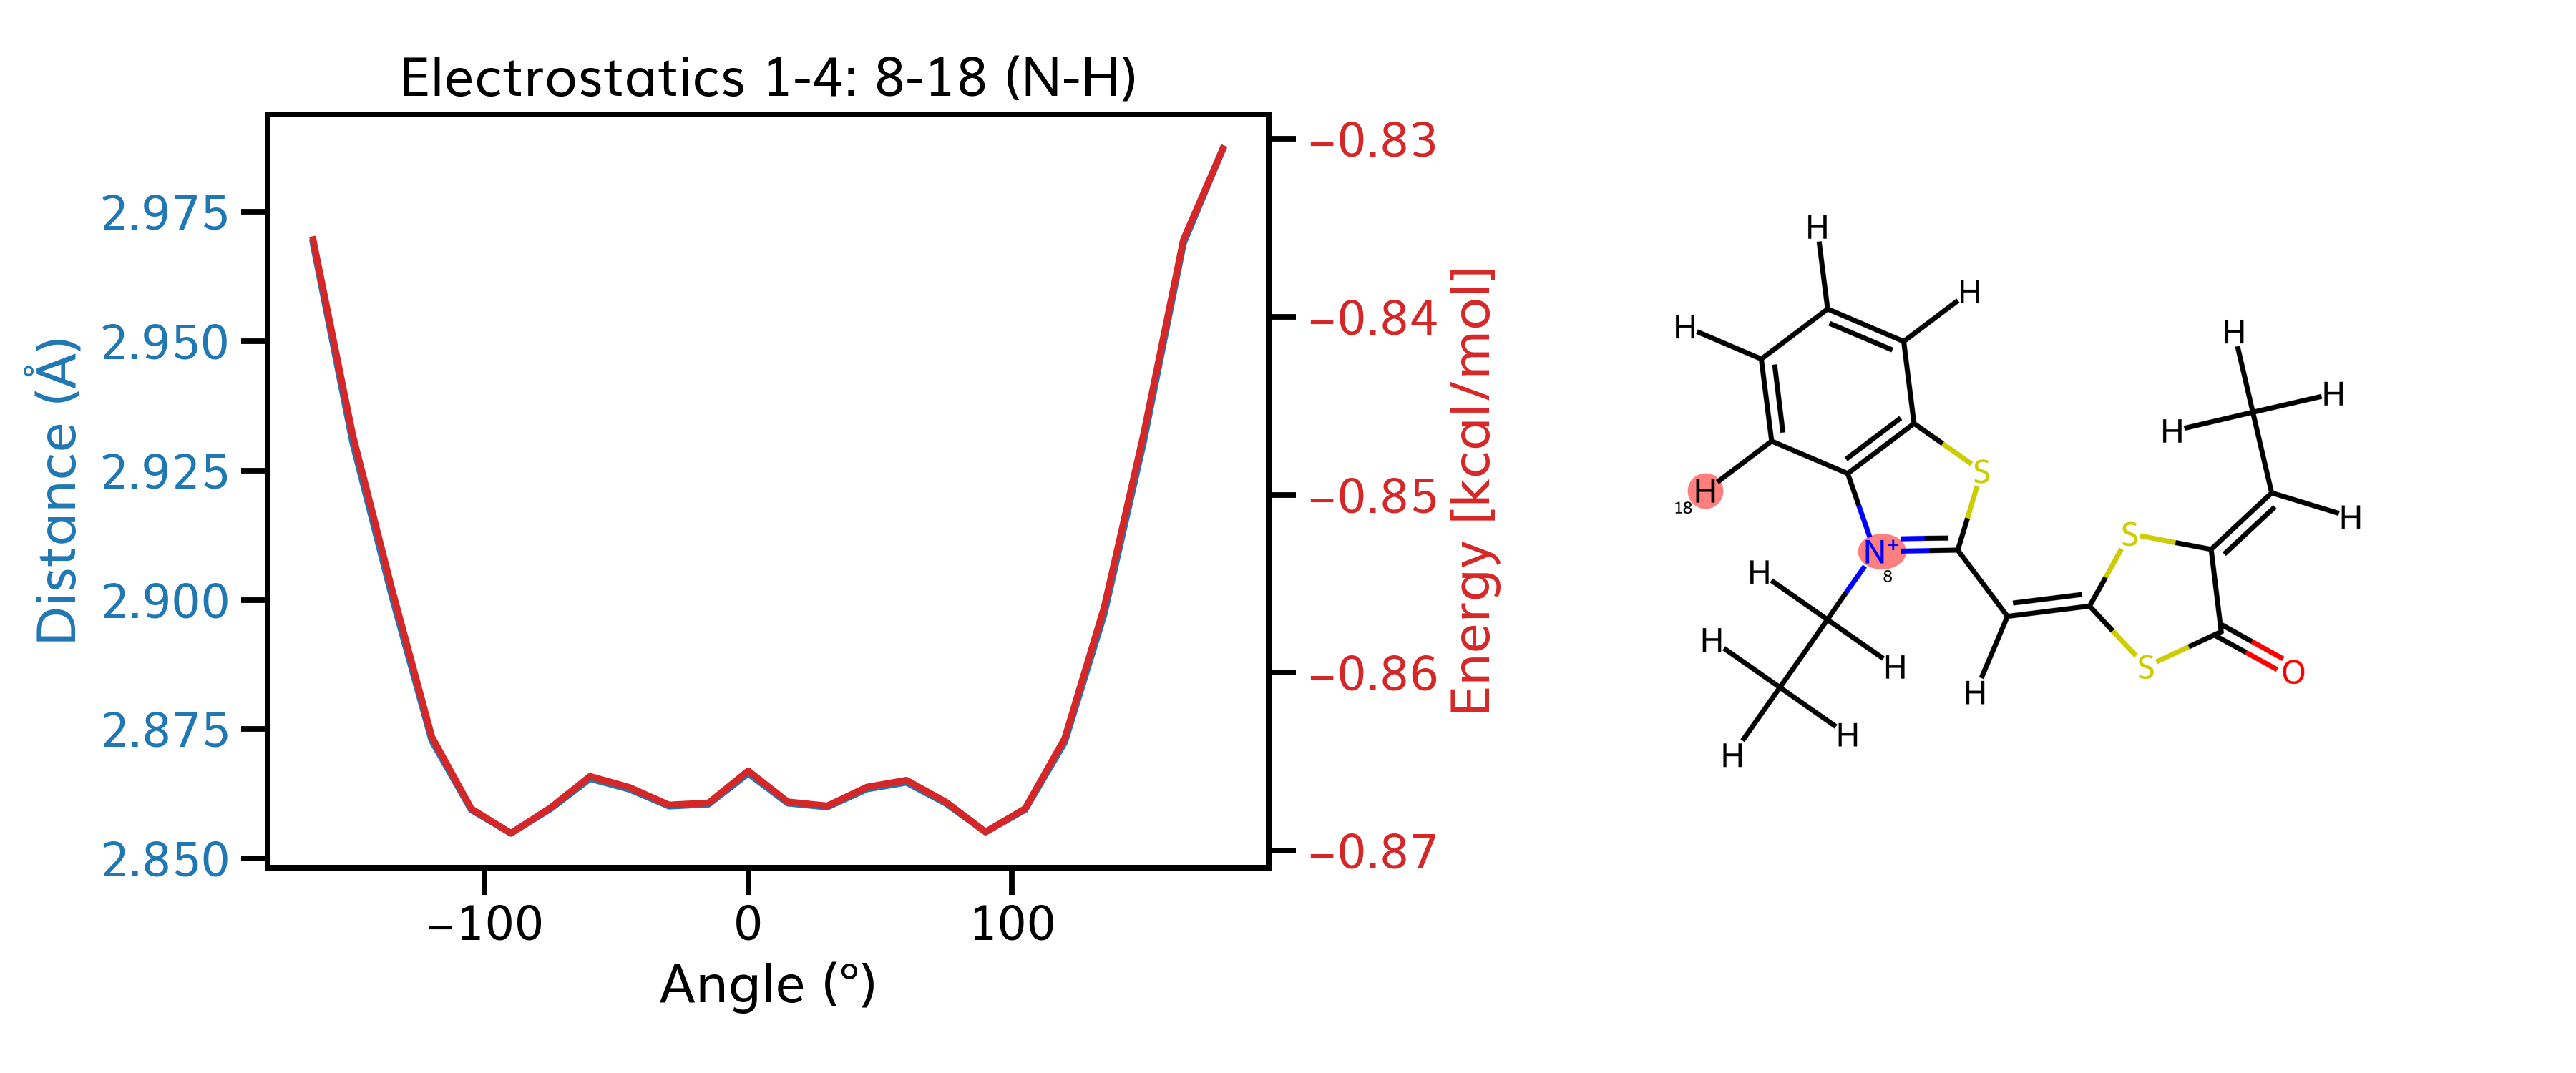 Electrostatics 1-4: 8-18 (N-H)
Distance (Å)
2.975
2.950
2.925
2.900
2.875
2.850
−0.83
−0.84
−0.85
−0.86
−0.87
Energy [kcal/mol]
−100 0 100
Angle (°)
H
H
H
H
H
H
S
H
18
H
S
N+
8
H
H
H
S
O
H
H
H